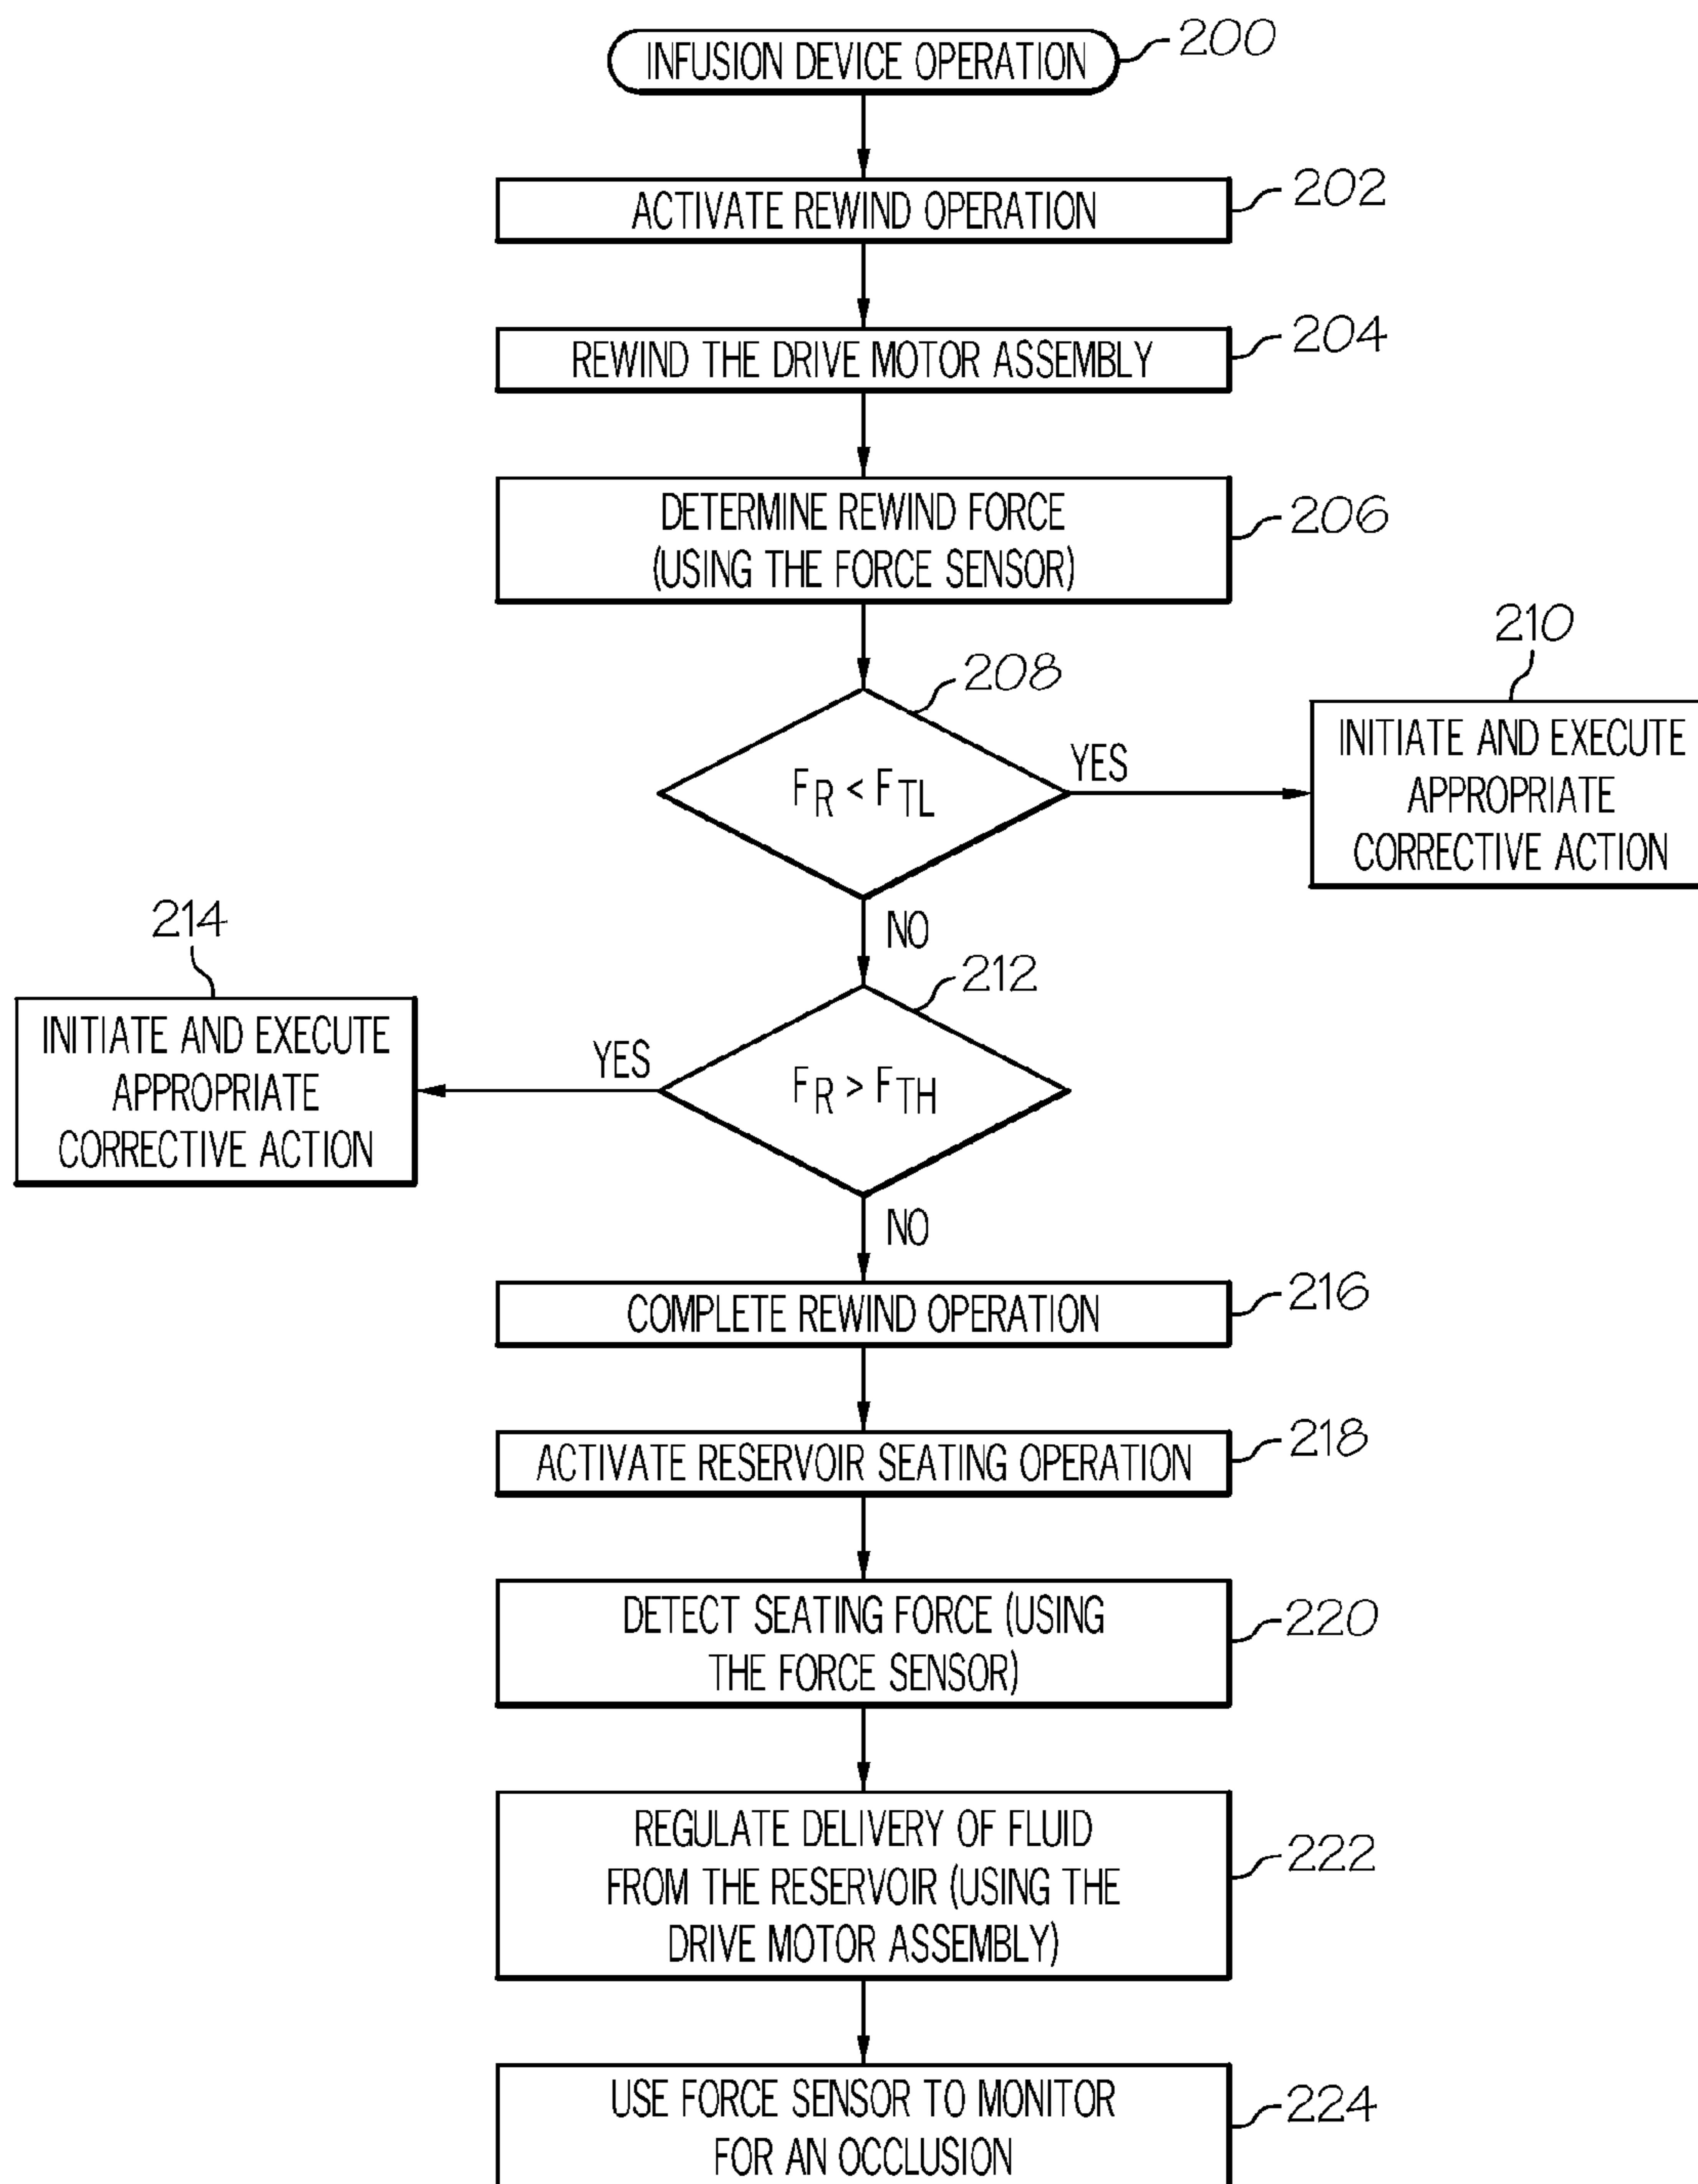 INFUSION DEVICE OPERATION
200
ACTIVATE REWIND OPERATION
202
REWIND THE DRIVE MOTOR ASSEMBLY
204
DETERMINE REWIND FORCE
(USING THE FORCE SENSOR)
206
208
FR < FTL
YES
210
INITIATE AND EXECUTE
APPROPRIATE
CORRECTIVE ACTION
NO
212
FR > FTH
YES
214
INITIATE AND EXECUTE
APPROPRIATE
CORRECTIVE ACTION
NO
COMPLETE REWIND OPERATION
216
ACTIVATE RESERVOIR SEATING OPERATION
218
DETECT SEATING FORCE (USING
THE FORCE SENSOR)
220
REGULATE DELIVERY OF FLUID
FROM THE RESERVOIR (USING THE
DRIVE MOTOR ASSEMBLY)
222
USE FORCE SENSOR TO MONITOR
FOR AN OCCLUSION
224